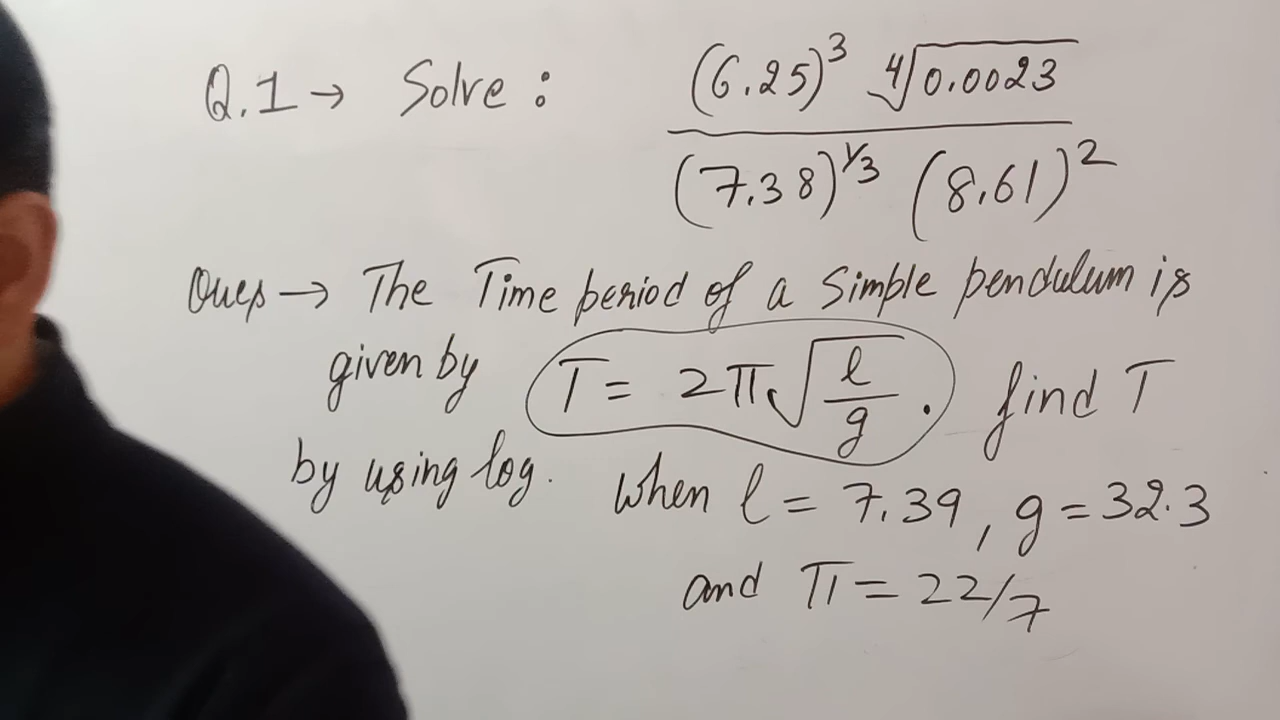 Q.1 → Solve : (6.25)³ ⁴√0.0023
(7.38)^1/3 (8.61)²
Ques → The Time period of a Simple pendulum is
given by T = 2π√l/g . find T
by using log. When l = 7.39, g = 32.3
and π = 22/7